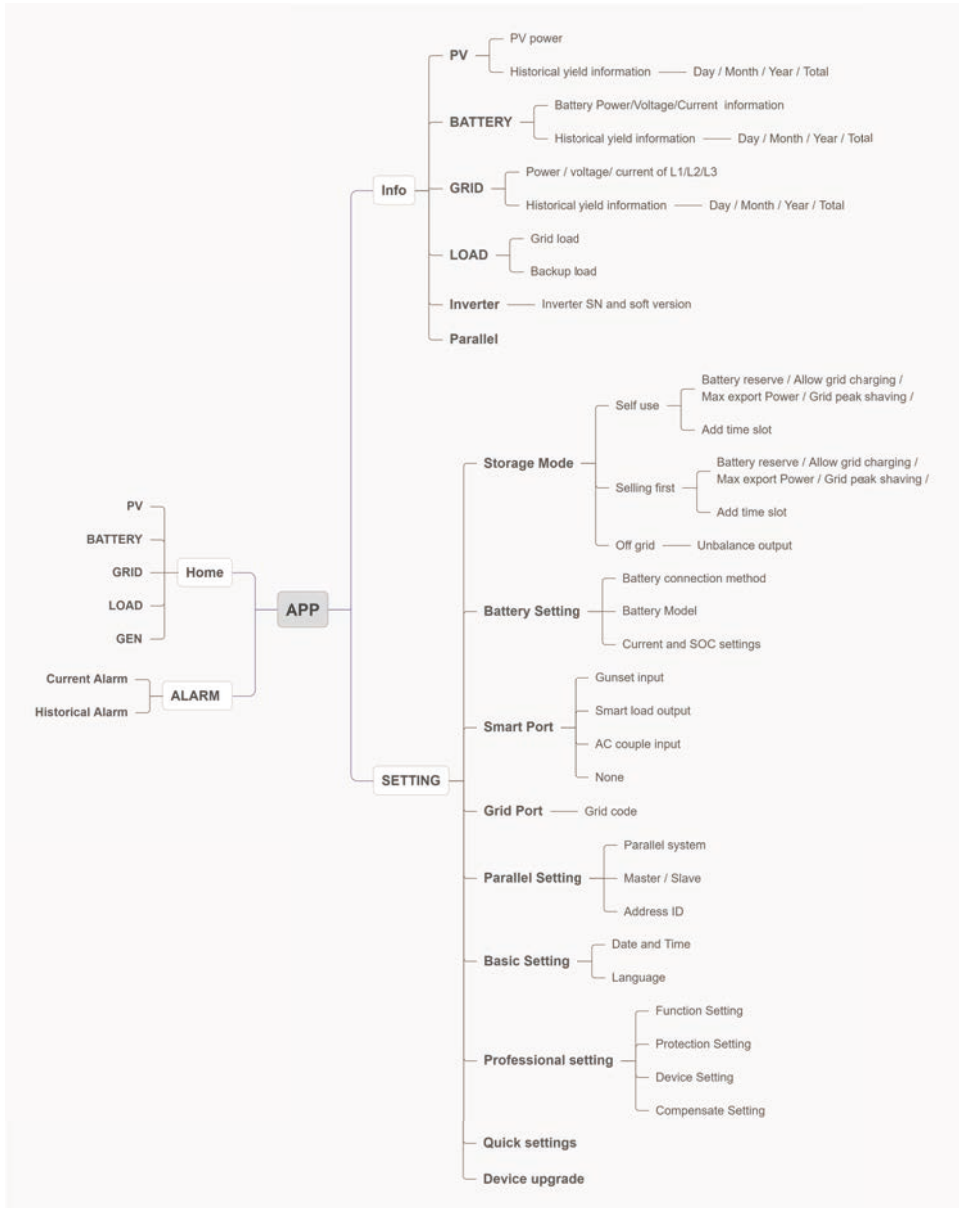 PV
PV power
Historical yield information
Day / Month / Year / Total
BATTERY
Battery Power/Voltage/Current information
Historical yield information
Day / Month / Year / Total
Info
GRID
Power / voltage/ current of L1/L2/L3
Historical yield information
Day / Month / Year / Total
LOAD
Grid load
Backup load
Inverter
Inverter SN and soft version
Parallel
PV
BATTERY
GRID
LOAD
GEN
Home
Current Alarm
Historical Alarm
ALARM
APP
SETTING
Storage Mode
Self use
Battery reserve / Allow grid charging /
Max export Power / Grid peak shaving /
Add time slot
Selling first
Battery reserve / Allow grid charging /
Max export Power / Grid peak shaving /
Add time slot
Off grid
Unbalance output
Battery Setting
Battery connection method
Battery Model
Current and SOC settings
Smart Port
Gunset input
Smart load output
AC couple input
None
Grid Port
Grid code
Parallel Setting
Parallel system
Master / Slave
Address ID
Basic Setting
Date and Time
Language
Professional setting
Function Setting
Protection Setting
Device Setting
Compensate Setting
Quick settings
Device upgrade